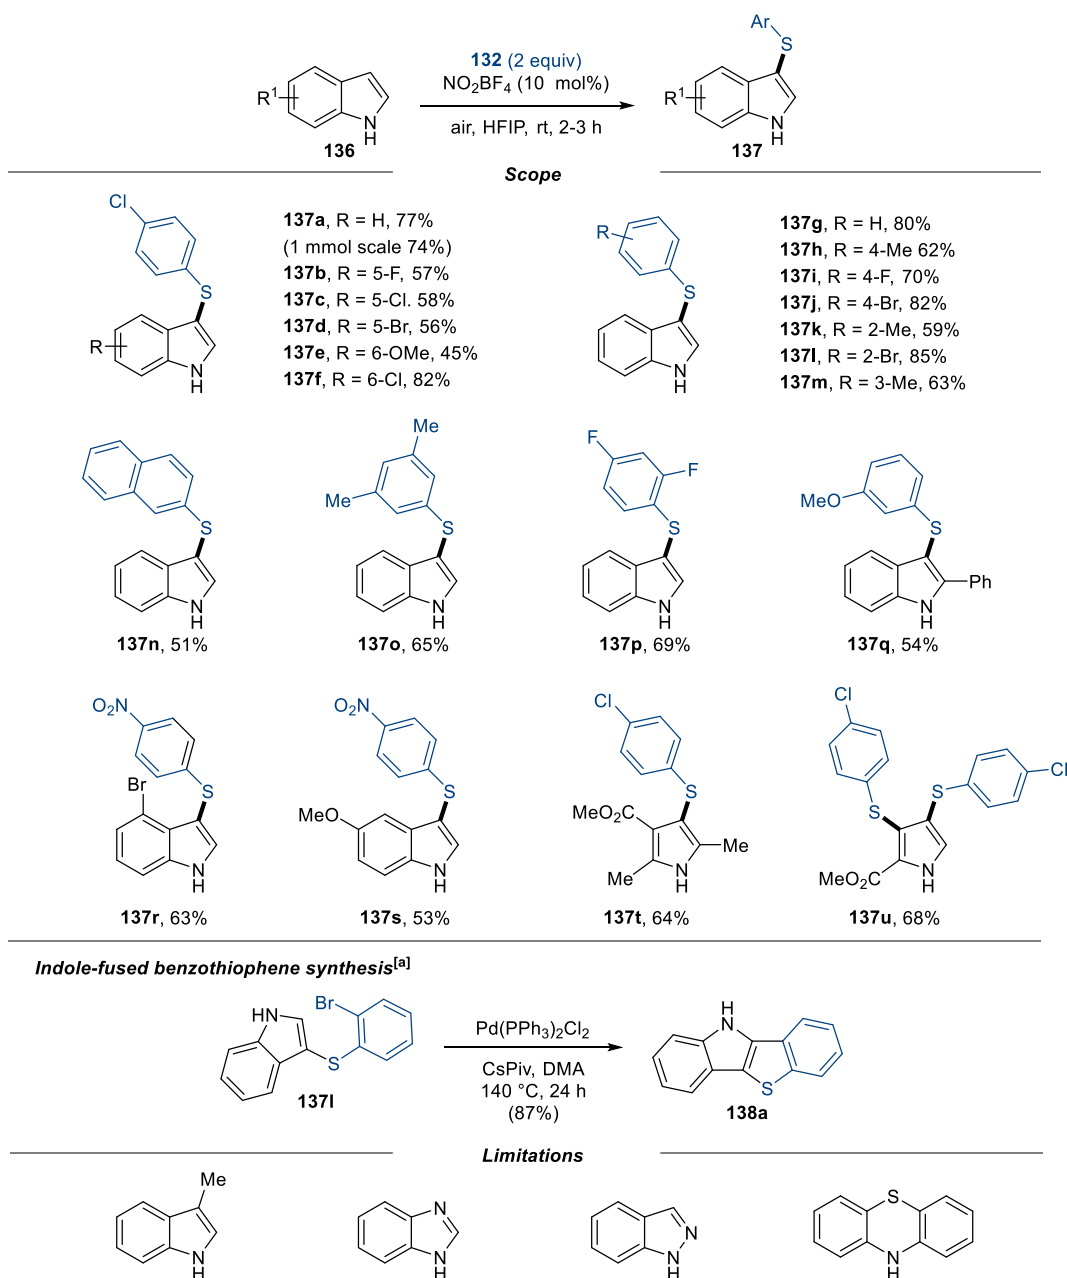 Ar
S
132 (2 equiv)
NO2BF4 (10 mol%)
air, HFIP, rt, 2-3 h
R1
N
H
136
R1
N
H
137
Scope
Cl
S
R
N
H
137a, R = H, 77%
(1 mmol scale 74%)
137b, R = 5-F, 57%
137c, R = 5-Cl. 58%
137d, R = 5-Br, 56%
137e, R = 6-OMe, 45%
137f, R = 6-Cl, 82%
R
S
N
H
137g, R = H, 80%
137h, R = 4-Me 62%
137i, R = 4-F, 70%
137j, R = 4-Br, 82%
137k, R = 2-Me, 59%
137l, R = 2-Br, 85%
137m, R = 3-Me, 63%
S
N
H
137n, 51%
Me
Me
S
N
H
137o, 65%
F
F
S
N
H
137p, 69%
MeO
S
Ph
N
H
137q, 54%
O2N
Br
S
N
H
137r, 63%
O2N
S
MeO
N
H
137s, 53%
Cl
S
MeO2C
Me
Me
N
H
137t, 64%
Cl
Cl
S
S
MeO2C
N
H
137u, 68%
Indole-fused benzothiophene synthesis[a]
HN
Br
S
137l
Pd(PPh3)2Cl2
CsPiv, DMA
140 °C, 24 h
(87%)
H
N
S
138a
Limitations
Me
N
H
N
N
H
N
N
H
S
N
H